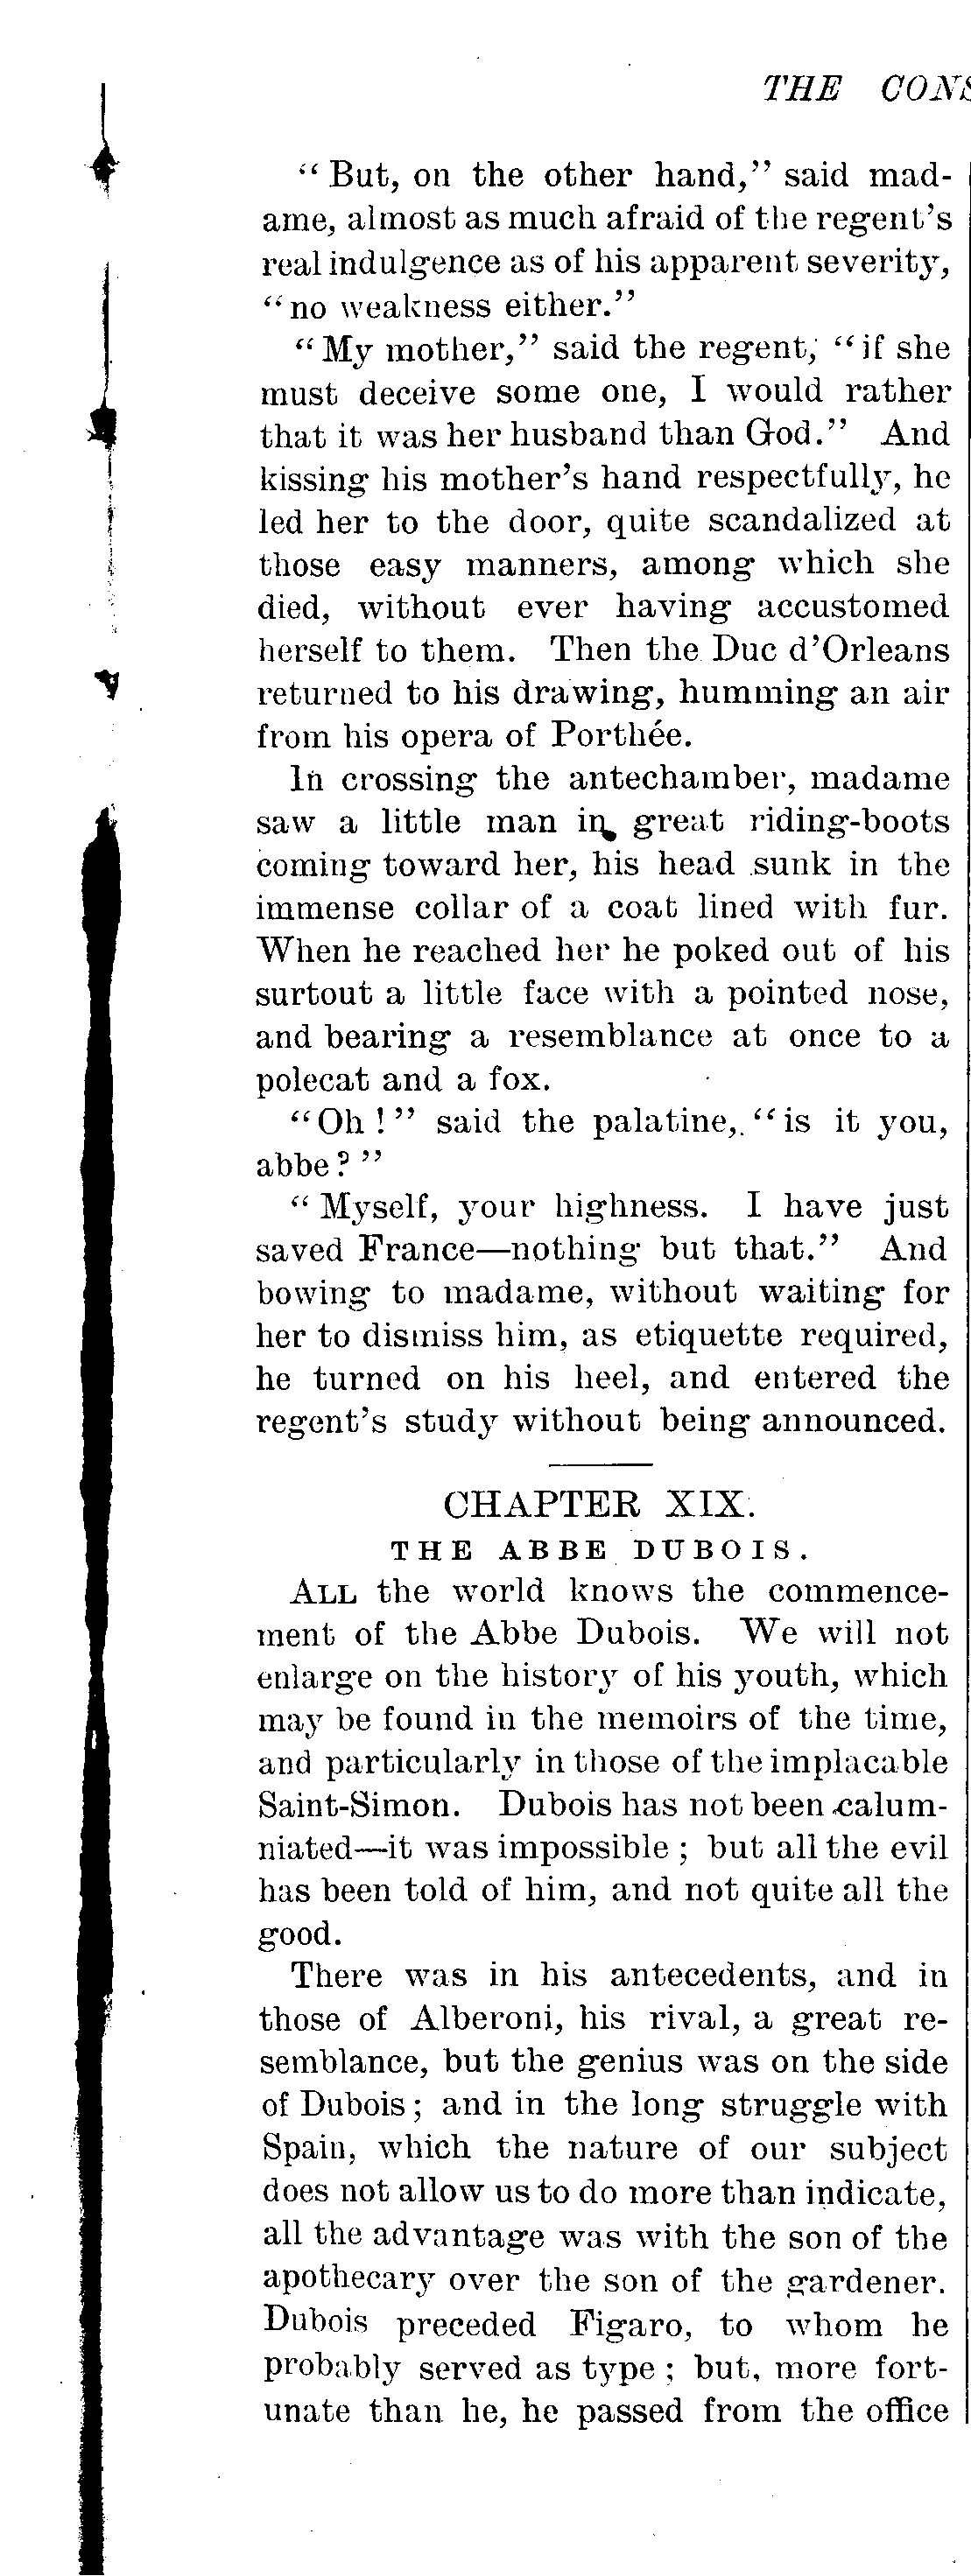 THE CONS
“But, on the other hand,” said mad-
ame, almost as much afraid of the regent’s
real indulgence as of his apparent severity,
“no weakness either.”
“My mother,” said the regent, “if she
must deceive some one, I would rather
that it was her husband than God.” And
kissing his mother’s hand respectfully, he
led her to the door, quite scandalized at
those easy manners, among which she
died, without ever having accustomed
herself to them. Then the Duc d’Orleans
returned to his drawing, humming an air
from his opera of Porthée.
In crossing the antechamber, madame
saw a little man in great riding-boots
coming toward her, his head sunk in the
immense collar of a coat lined with fur.
When he reached her he poked out of his
surtout a little face with a pointed nose,
and bearing a resemblance at once to a
polecat and a fox.
“Oh!” said the palatine, “is it you,
abbe?”
“Myself, your highness. I have just
saved France—nothing but that.” And
bowing to madame, without waiting for
her to dismiss him, as etiquette required,
he turned on his heel, and entered the
regent’s study without being announced.
CHAPTER XIX.
THE ABBE DUBOIS.
ALL the world knows the commence-
ment of the Abbe Dubois. We will not
enlarge on the history of his youth, which
may be found in the memoirs of the time,
and particularly in those of the implacable
Saint-Simon. Dubois has not been calum-
niated—it was impossible; but all the evil
has been told of him, and not quite all the
good.
There was in his antecedents, and in
those of Alberoni, his rival, a great re-
semblance, but the genius was on the side
of Dubois; and in the long struggle with
Spain, which the nature of our subject
does not allow us to do more than indicate,
all the advantage was with the son of the
apothecary over the son of the gardener.
Dubois preceded Figaro, to whom he
probably served as type; but, more fort-
unate than he, he passed from the office